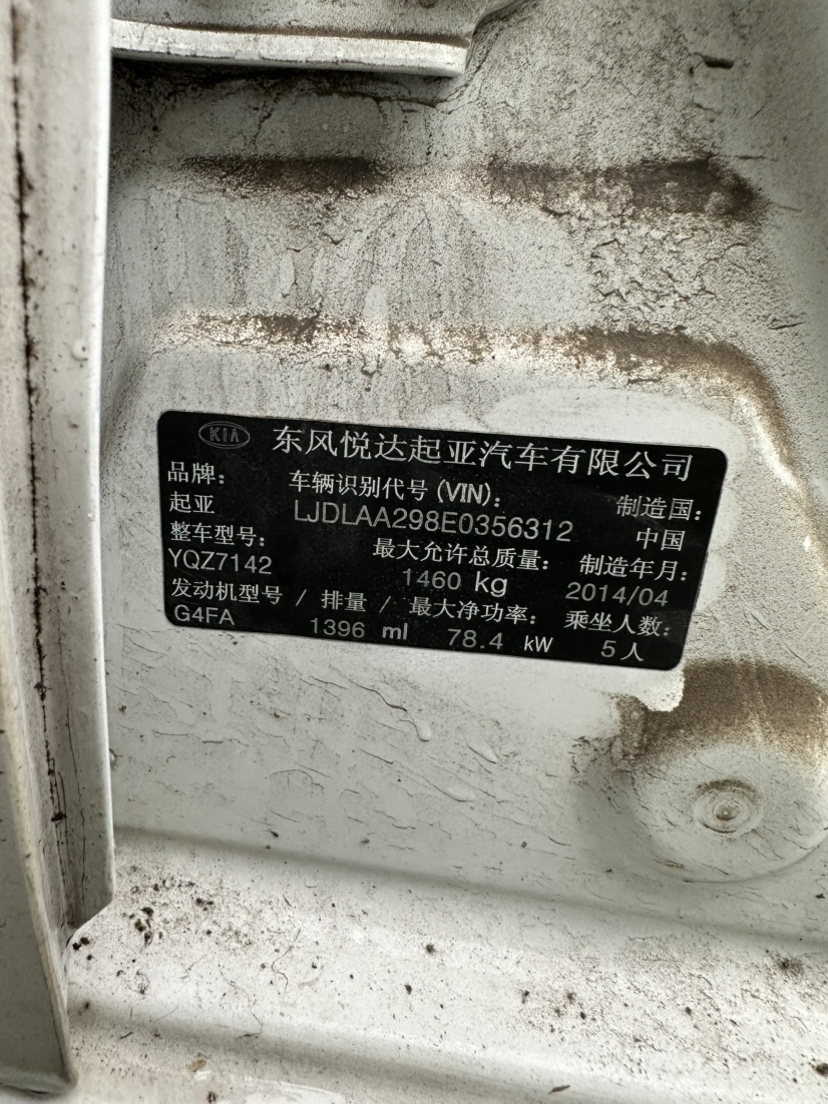 KIA 东风悦达起亚汽车有限公司
品牌: 车辆识别代号(VIN): 制造国:
起亚 LJDLAA298E0356312 中国
整车型号: 最大允许总质量: 制造年月:
YQZ7142 1460 kg 2014/04
发动机型号 / 排量 / 最大净功率: 乘坐人数:
G4FA 1396 ml 78.4 kW 5人